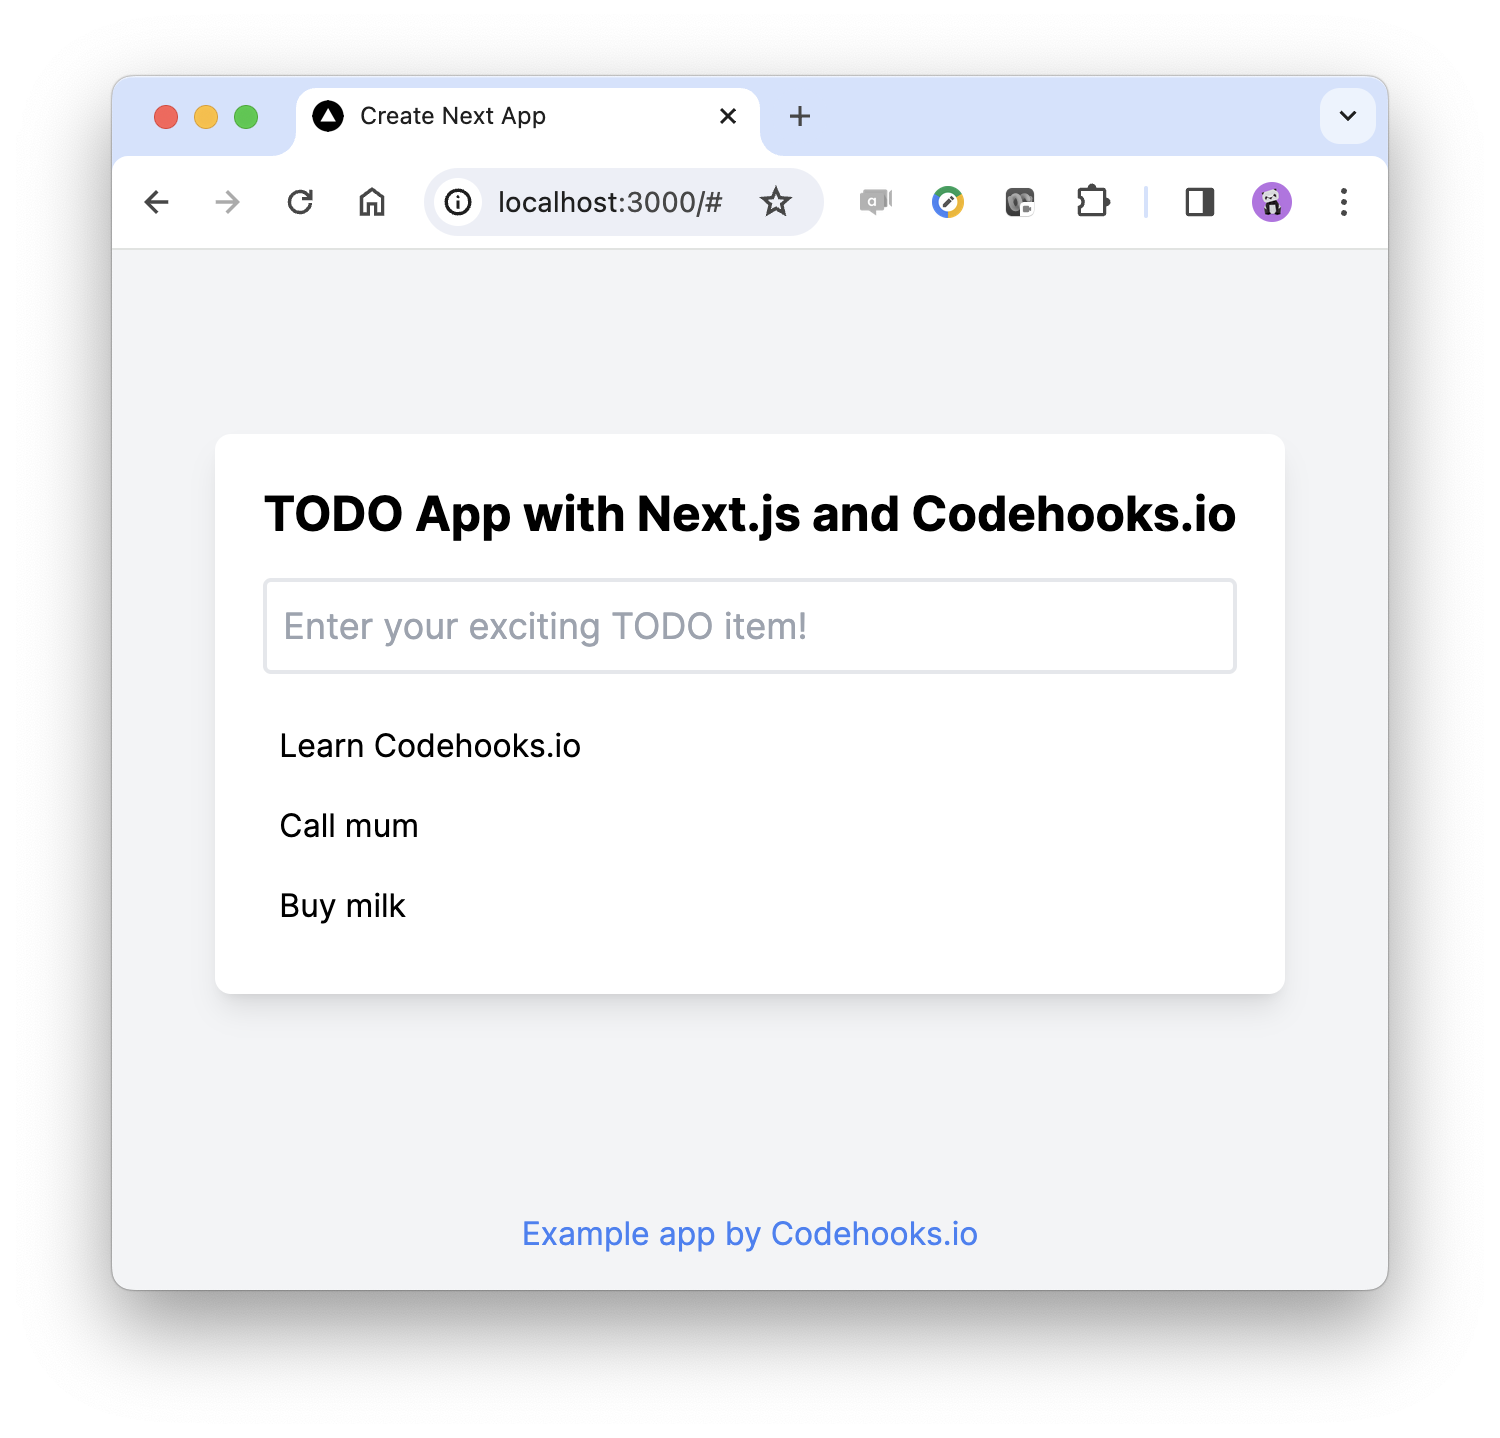 Create Next App
localhost:3000/#
a
TODO App with Next.js and Codehooks.io
Enter your exciting TODO item!
Learn Codehooks.io
Call mum
Buy milk
Example app by Codehooks.io